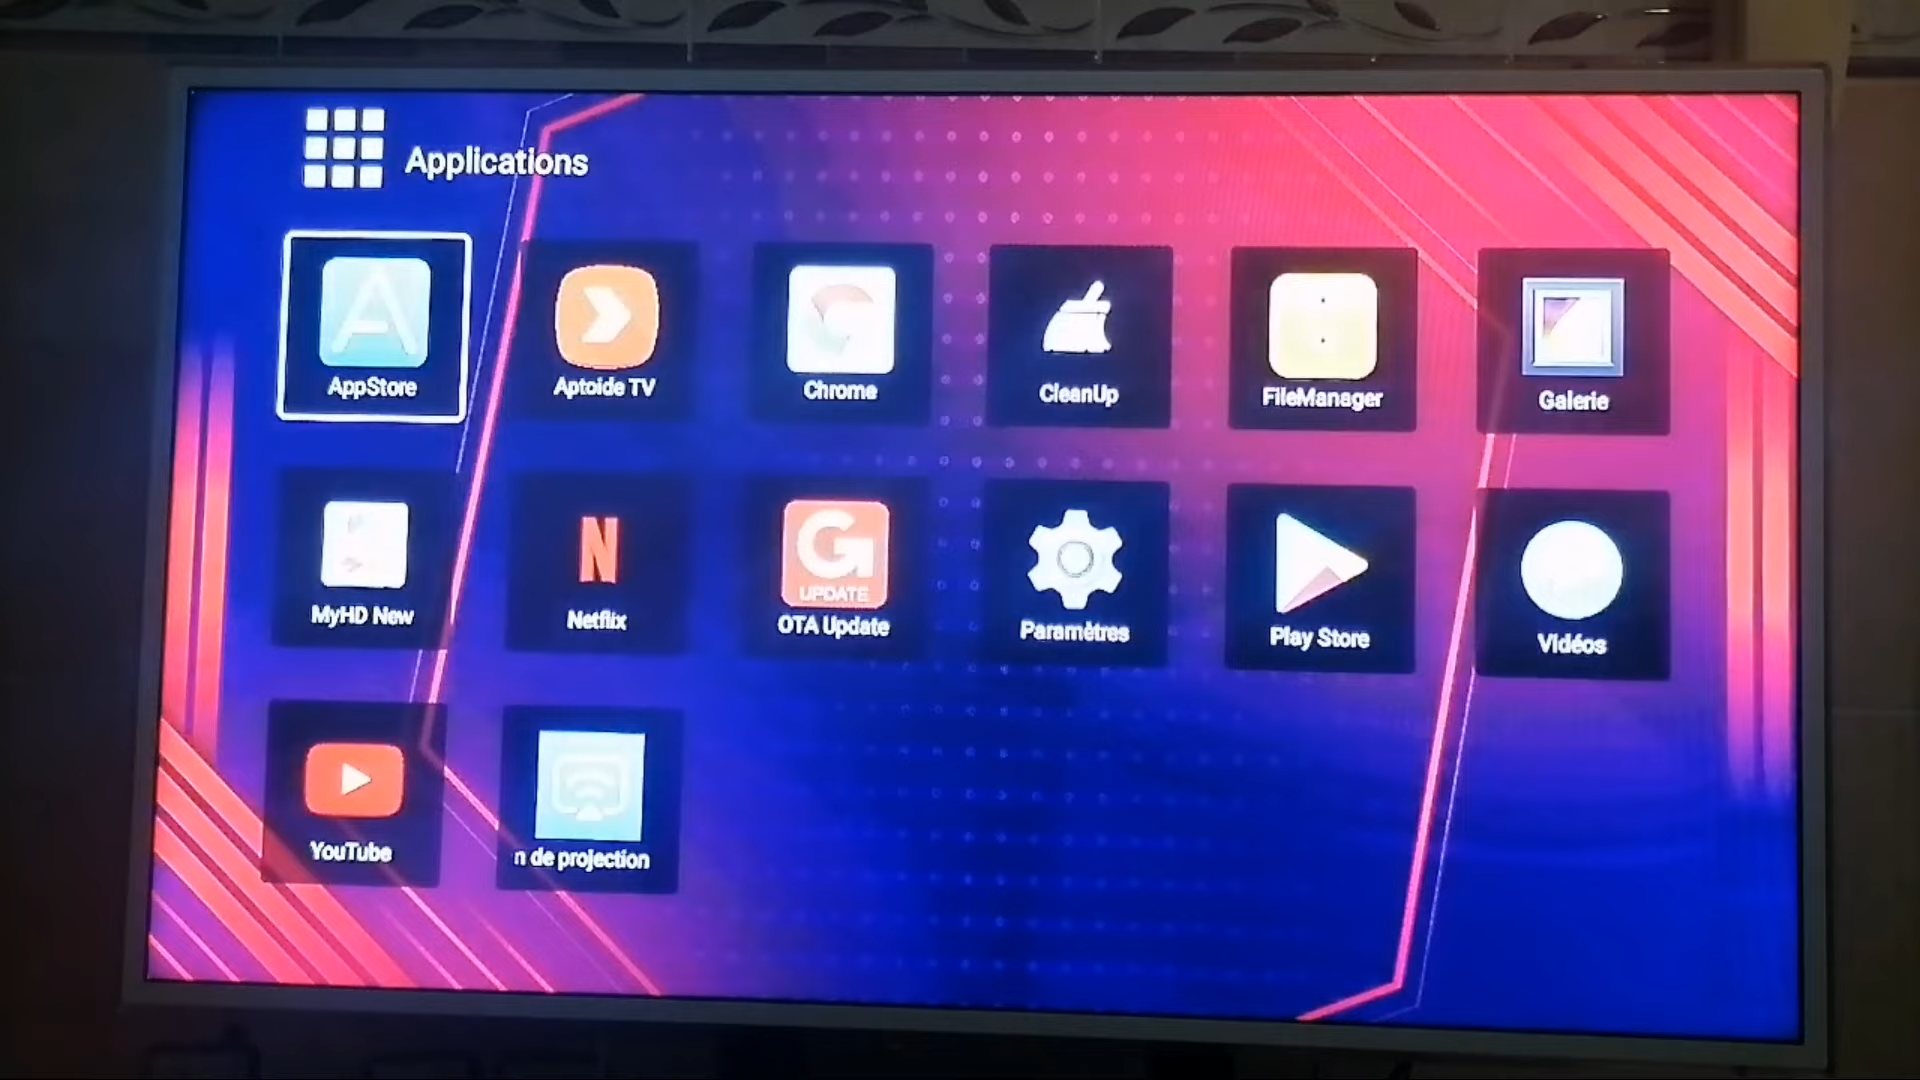 Applications
AppStore
Aptoide TV
Chrome
CleanUp
FileManager
Galerie
MyHD New
Netflix
UPDATE
OTA Update
Paramètres
Play Store
Vidéos
YouTube
n de projection